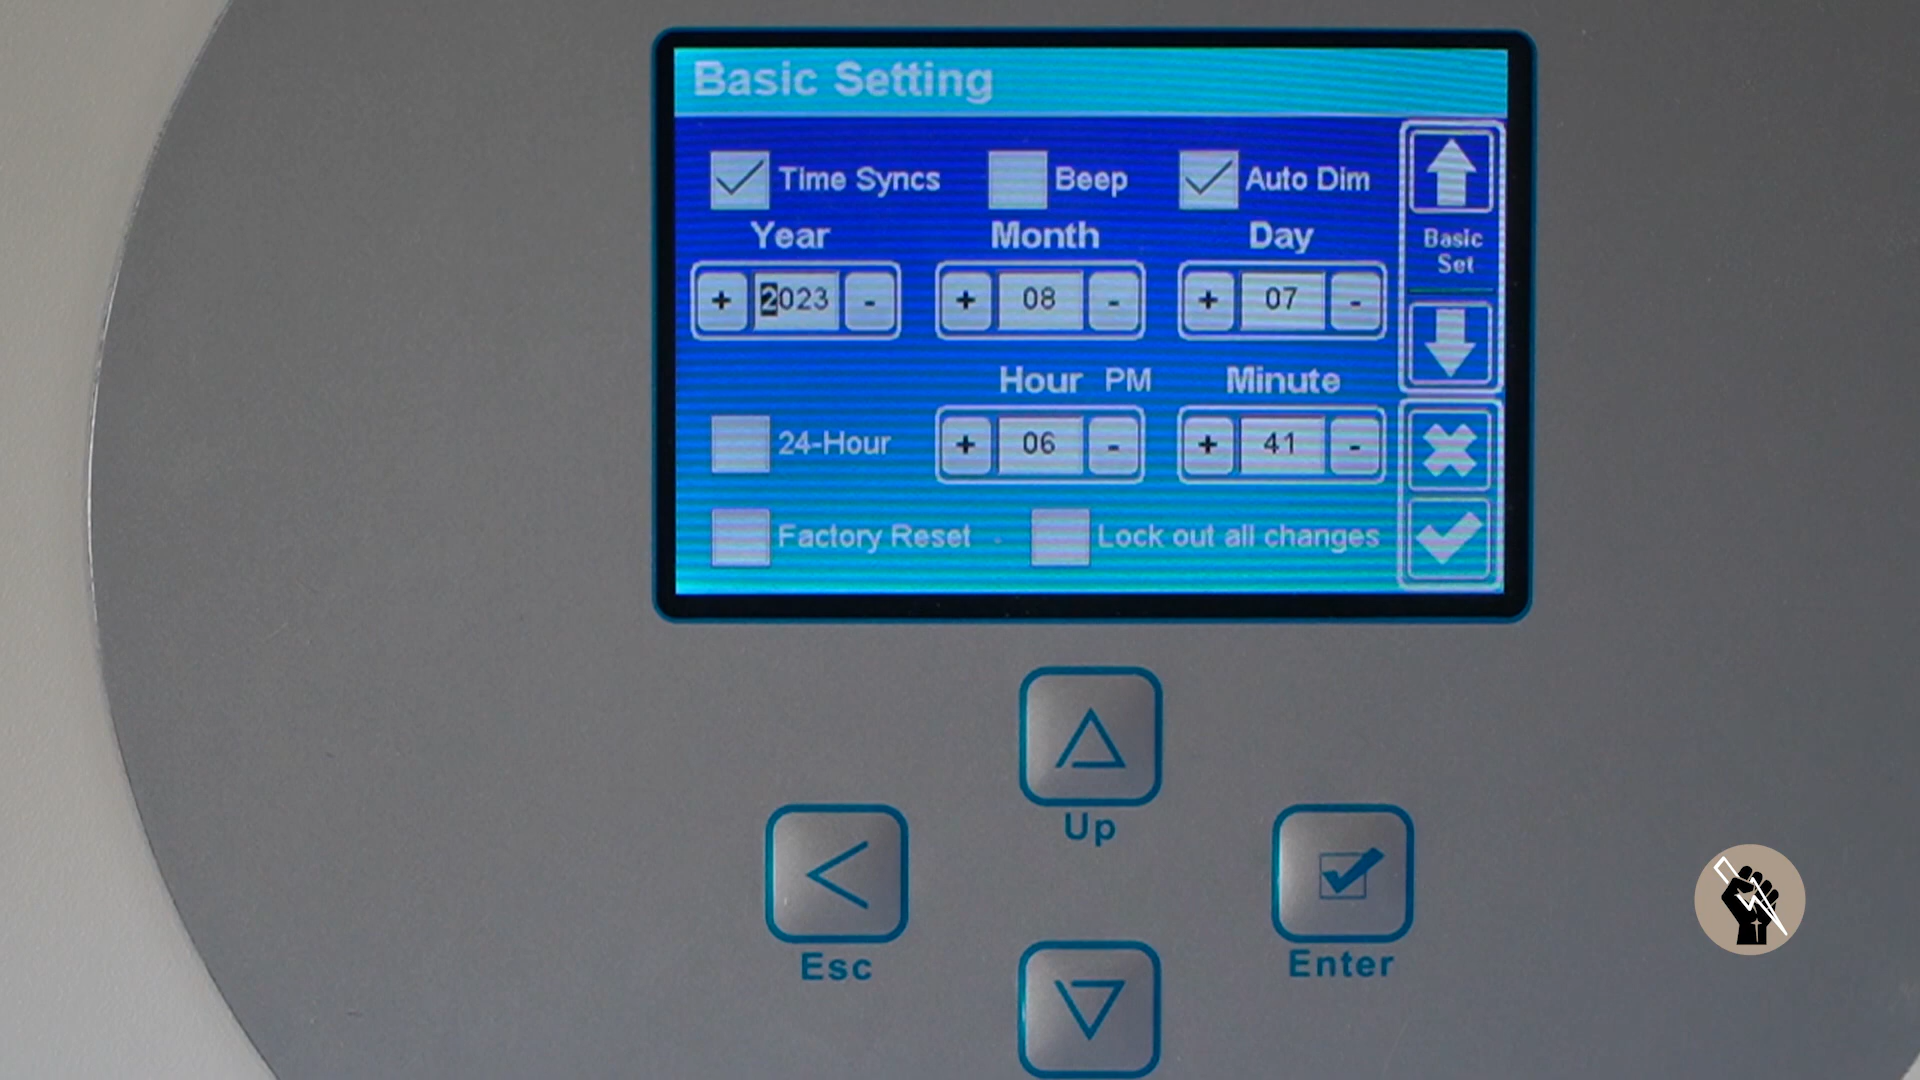 Basic Setting
Time Syncs Beep Auto Dim
Year Month Day
Basic
Set
+ 2023 - + 08 - + 07 -
Hour PM Minute
24-Hour + 06 - + 41 -
Factory Reset Lock out all changes
Up
Esc
Enter